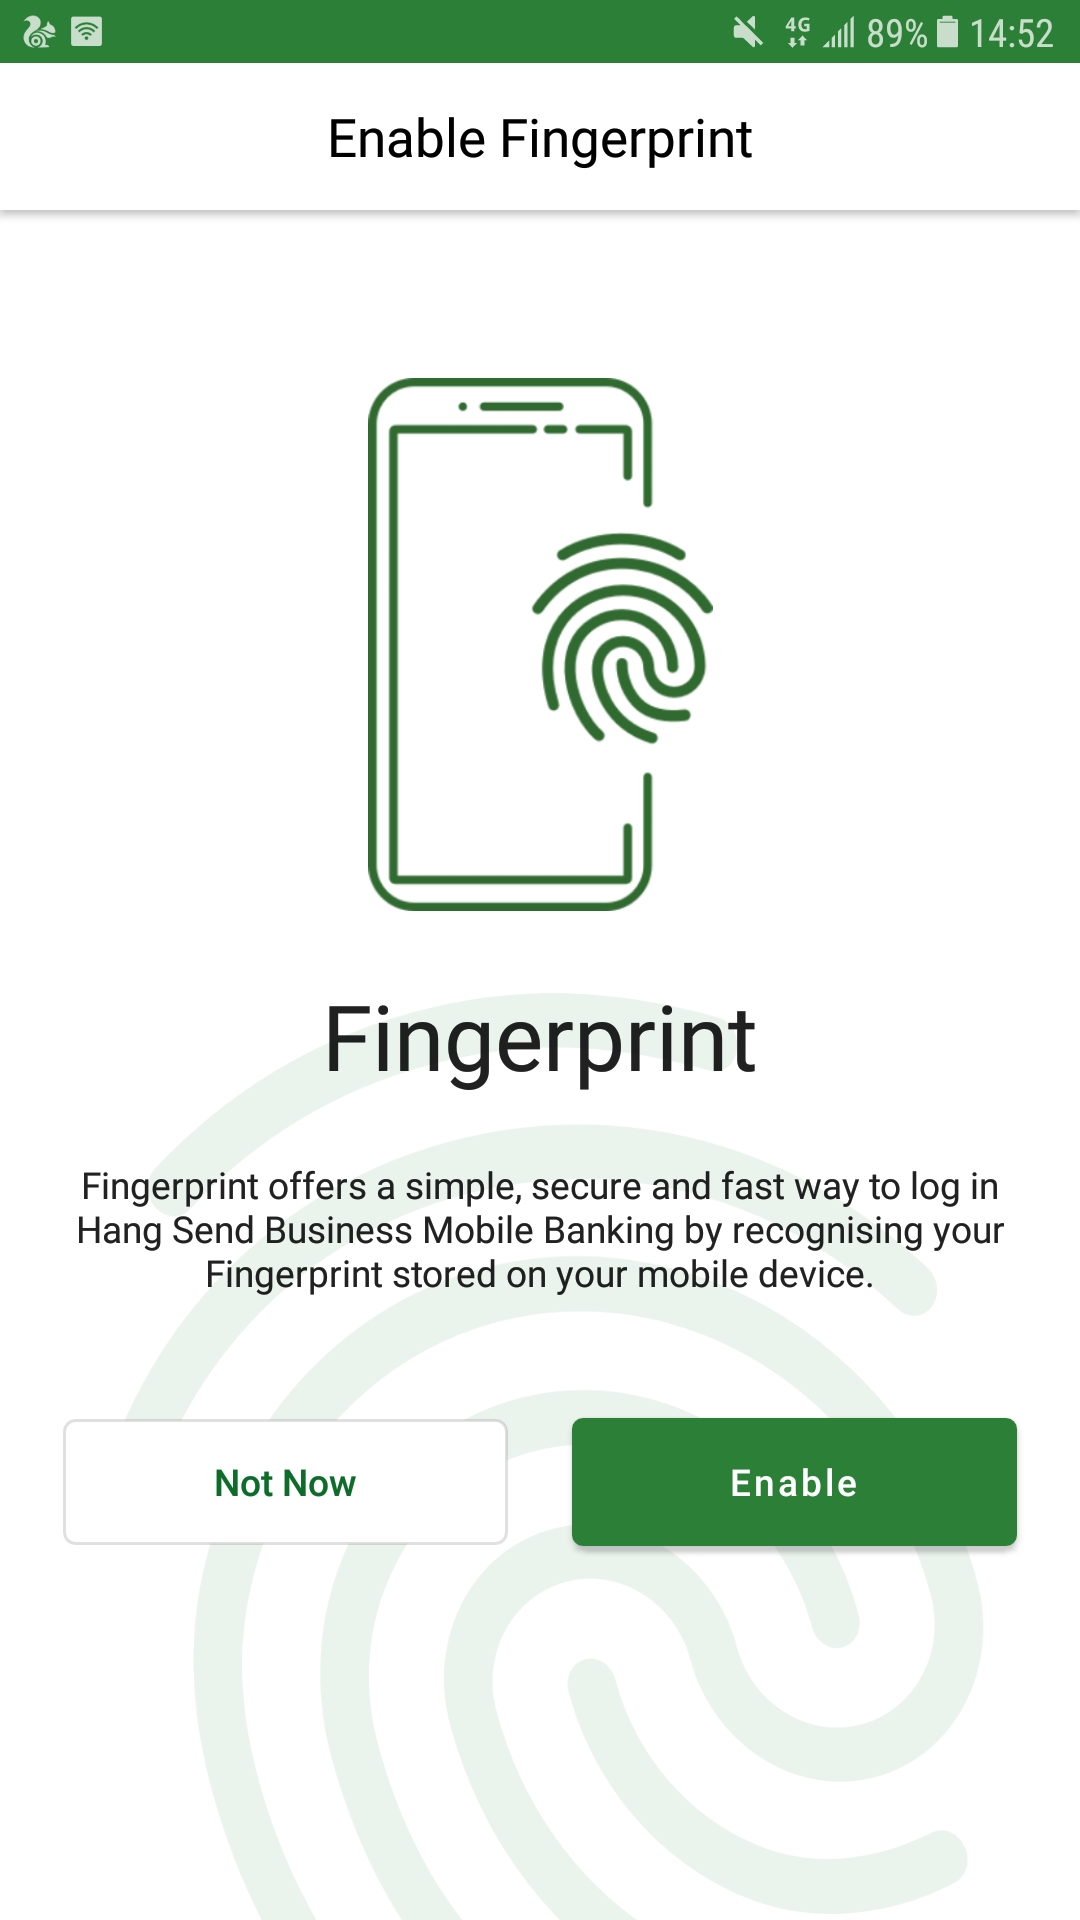 4G 89% 14:52
Enable Fingerprint
Fingerprint
Fingerprint offers a simple, secure and fast way to log in
Hang Send Business Mobile Banking by recognising your
Fingerprint stored on your mobile device.
Not Now Enable